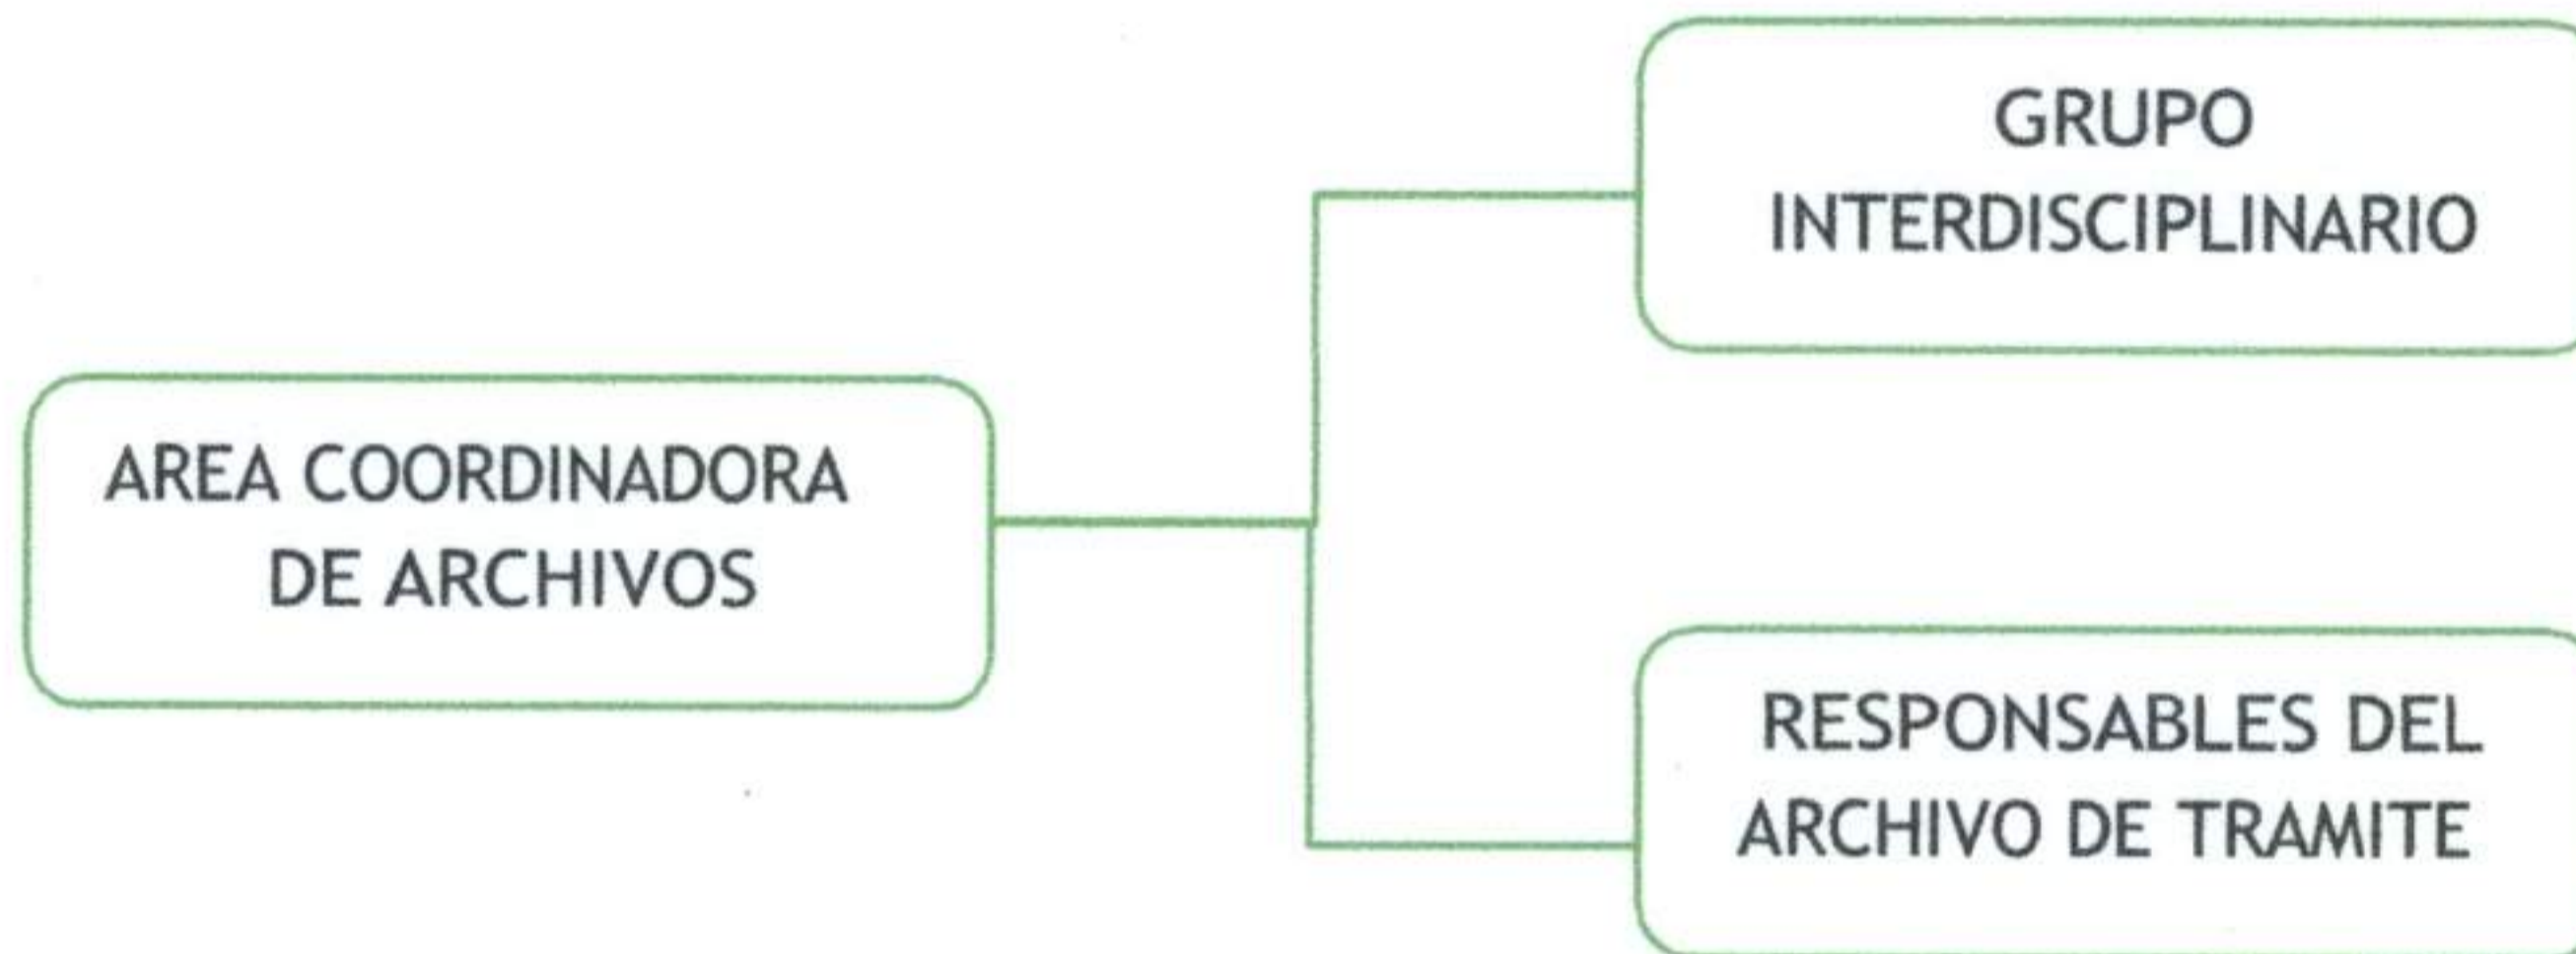 GRUPO
INTERDISCIPLINARIO
AREA COORDINADORA
DE ARCHIVOS
RESPONSABLES DEL
ARCHIVO DE TRAMITE